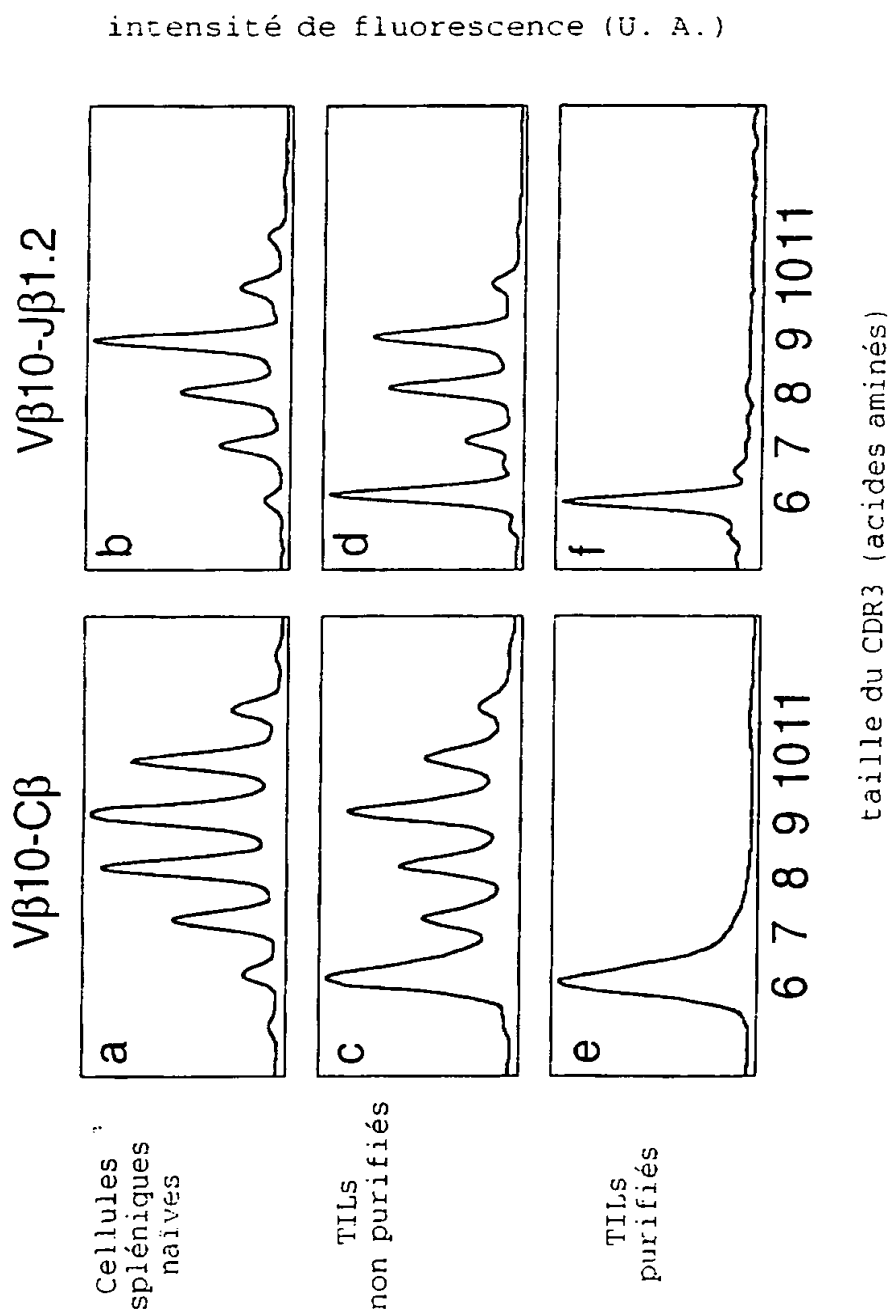 intensité de fluorescence (U. A.)
Vβ10-Cβ
Vβ10-Jβ1.2
Cellules
spléniques
naïves
a
b
TILs
non purifiés
c
d
TILs
purifiés
e
f
6 7 8 9 10 11
6 7 8 9 10 11
taille du CDR3 (acides aminés)